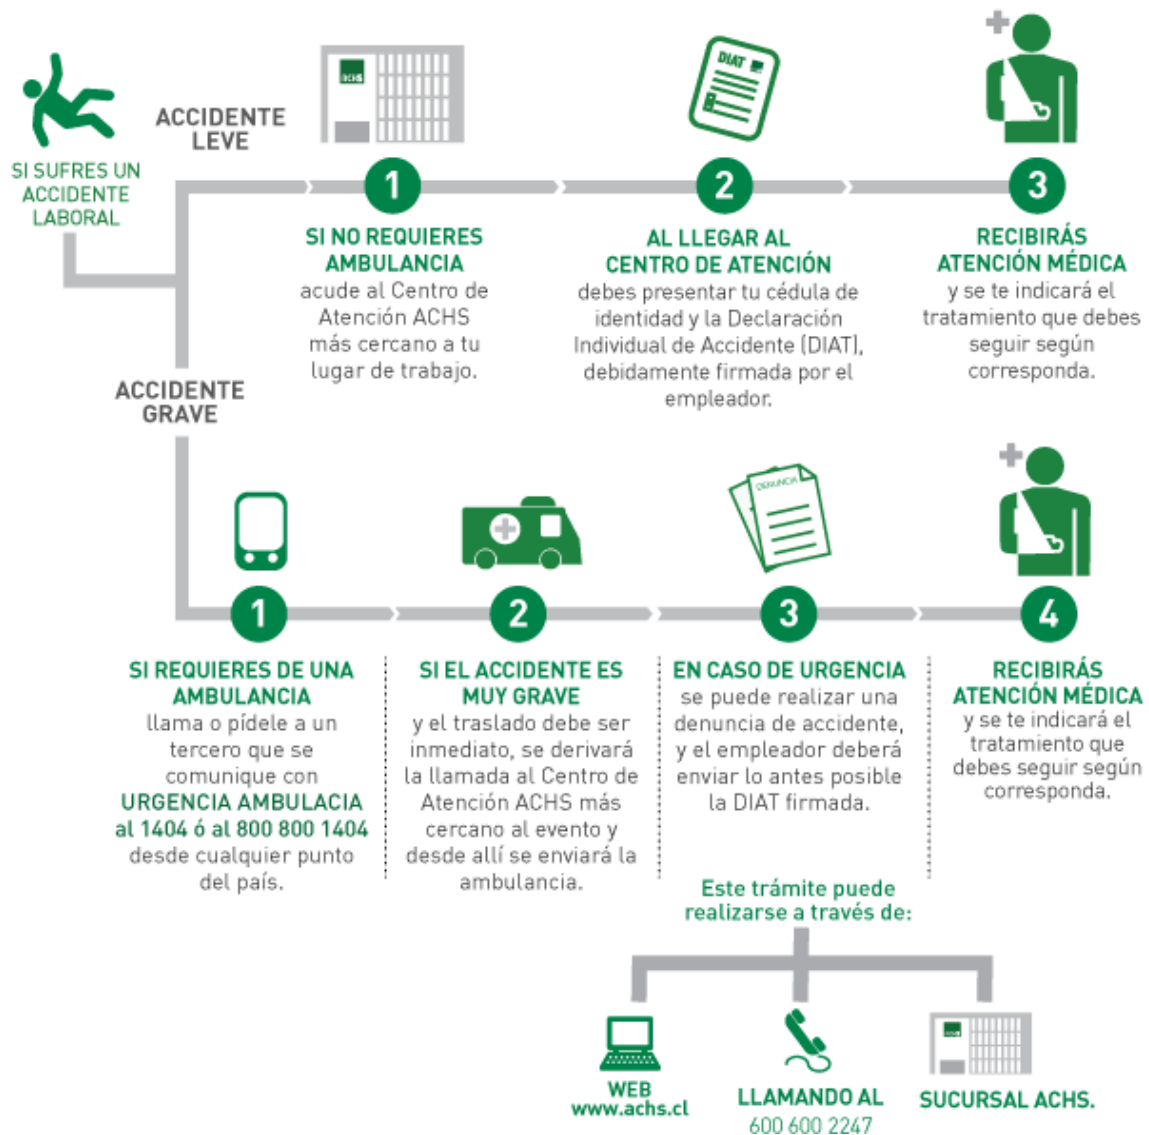 SI SUFRES UN
ACCIDENTE
LABORAL
ACCIDENTE
LEVE
ACHS
1
SI NO REQUIERES
AMBULANCIA
acude al Centro de
Atención ACHS
más cercano a tu
lugar de trabajo.
DIAT
2
AL LLEGAR AL
CENTRO DE ATENCIÓN
debes presentar tu cédula de
identidad y la Declaración
Individual de Accidente (DIAT),
debidamente firmada por el
empleador.
3
RECIBIRÁS
ATENCIÓN MÉDICA
y se te indicará el
tratamiento que debes
seguir según
corresponda.
ACCIDENTE
GRAVE
1
SI REQUIERES DE UNA
AMBULANCIA
llama o pídele a un
tercero que se
comunique con
URGENCIA AMBULACIA
al 1404 ó al 800 800 1404
desde cualquier punto
del país.
2
SI EL ACCIDENTE ES
MUY GRAVE
y el traslado debe ser
inmediato, se derivará
la llamada al Centro de
Atención ACHS más
cercano al evento y
desde allí se enviará la
ambulancia.
DENUNCIA
3
EN CASO DE URGENCIA
se puede realizar una
denuncia de accidente,
y el empleador deberá
enviar lo antes posible
la DIAT firmada.
4
RECIBIRÁS
ATENCIÓN MÉDICA
y se te indicará el
tratamiento que
debes seguir según
corresponda.
Este trámite puede
realizarse a través de:
WEB
www.achs.cl
LLAMANDO AL
600 600 2247
SUCURSAL ACHS.